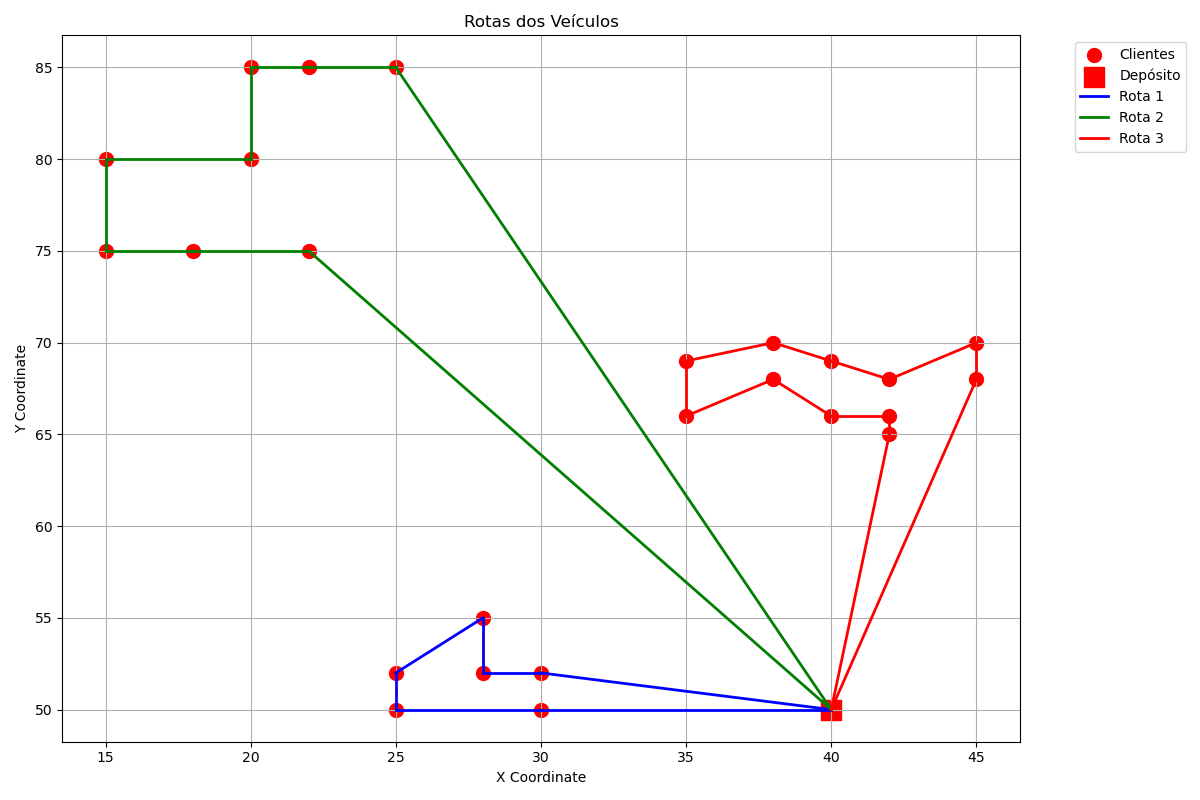 Rotas dos Veículos
Clientes
Depósito
Rota 1
Rota 2
Rota 3
Y Coordinate
85
80
75
70
65
60
55
50
15 20 25 30 35 40 45
X Coordinate